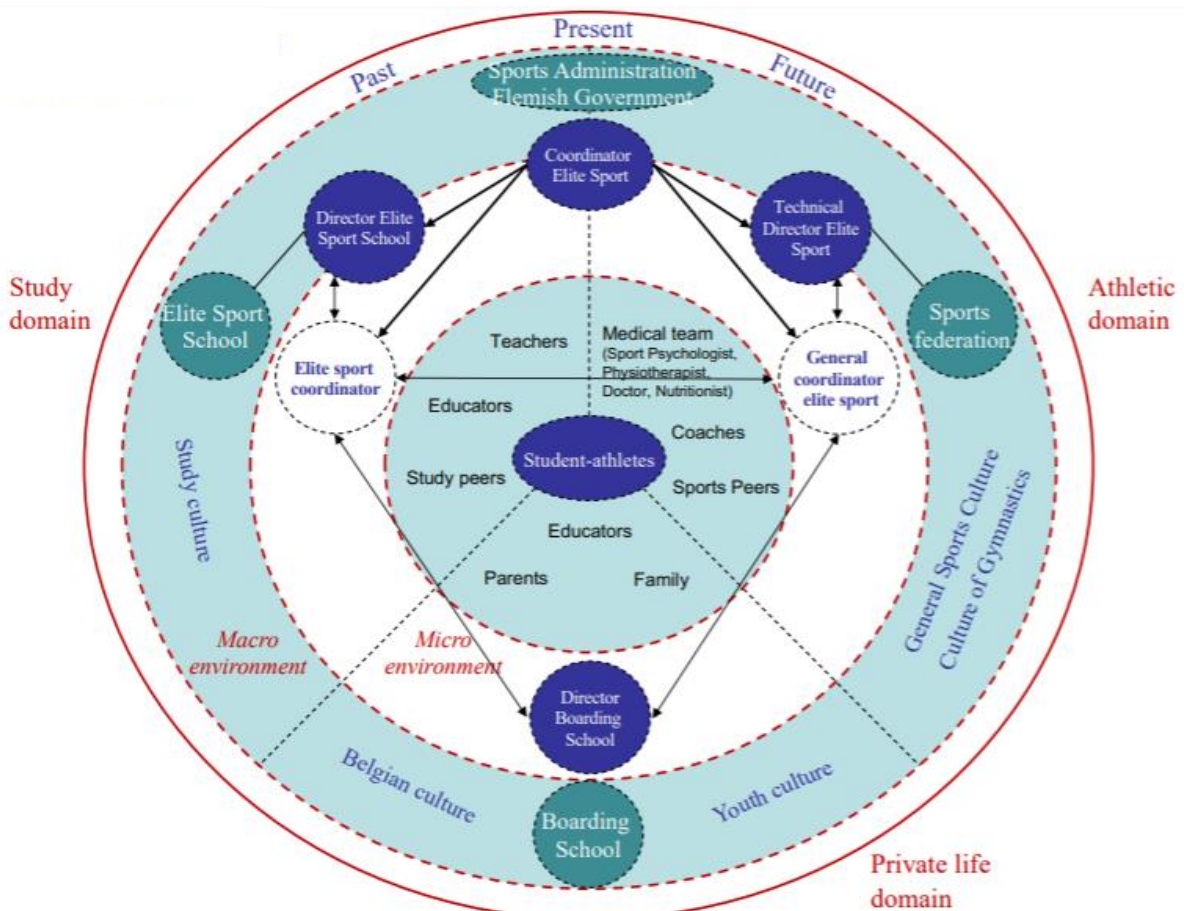 Present
Past
Future
Sports Administration
Flemish Government
Coordinator
Elite Sport
Director Elite
Sport School
Technical
Director Elite
Sport
Study
domain
Athletic
domain
Elite Sport
School
Sports
federation
Teachers
Medical team
(Sport Psychologist,
Physiotherapist,
Doctor, Nutritionist)
Elite sport
coordinator
General
coordinator
elite sport
Educators
Coaches
Student-athletes
Study peers
Sports Peers
Educators
Parents
Family
Study culture
General Sports Culture
Culture of Gymnastics
Macro
environment
Micro
environment
Director
Boarding
School
Belgian culture
Youth culture
Boarding
School
Private life
domain